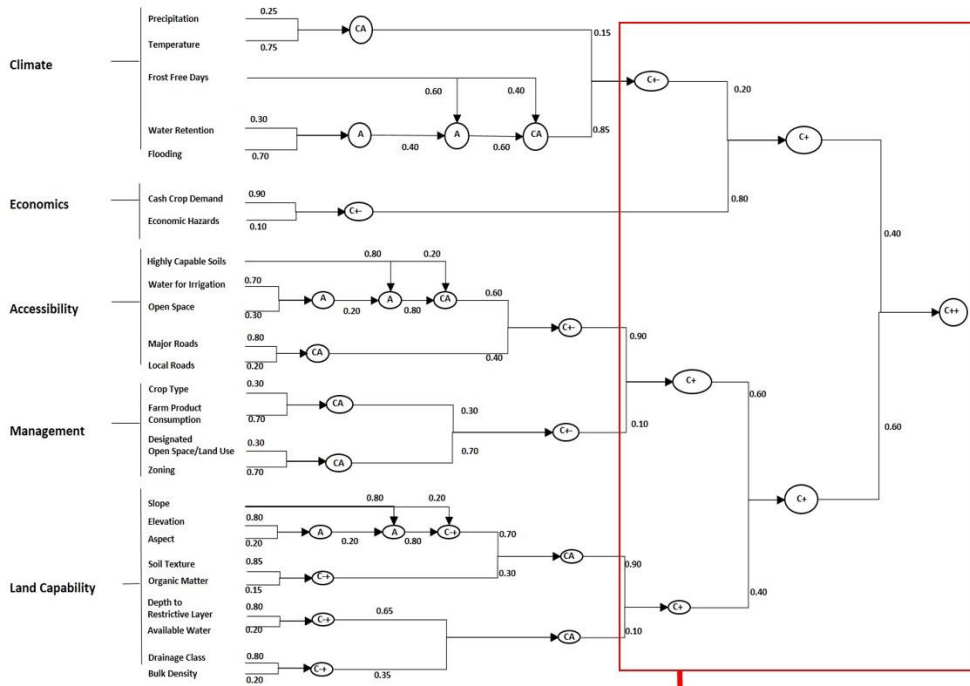 Climate
Precipitation
0.25
Temperature
0.75
CA
0.15
Frost Free Days
0.60
0.40
Water Retention
0.30
Flooding
0.70
A
0.40
A
0.60
CA
0.85
C+-
0.20
C+
Economics
Cash Crop Demand
0.90
Economic Hazards
0.10
C+-
0.80
0.40
Accessibility
Highly Capable Soils
0.80
0.20
Water for Irrigation
0.70
Open Space
0.30
A
0.20
A
0.80
CA
0.60
Major Roads
0.80
Local Roads
0.20
CA
0.40
C+-
0.90
C++
Management
Crop Type
0.30
Farm Product
Consumption
0.70
CA
0.30
Designated
Open Space/Land Use
0.30
Zoning
0.70
CA
0.70
C+-
0.10
C+
0.60
0.60
Land Capability
Slope
0.80
0.20
Elevation
0.80
Aspect
0.20
A
0.20
A
0.80
C-+
0.70
Soil Texture
0.85
Organic Matter
0.15
C-+
0.30
CA
0.90
Depth to
Restrictive Layer
0.80
Available Water
0.20
C-+
0.65
Drainage Class
0.80
Bulk Density
0.20
C-+
0.35
CA
0.10
C+
0.40
C+